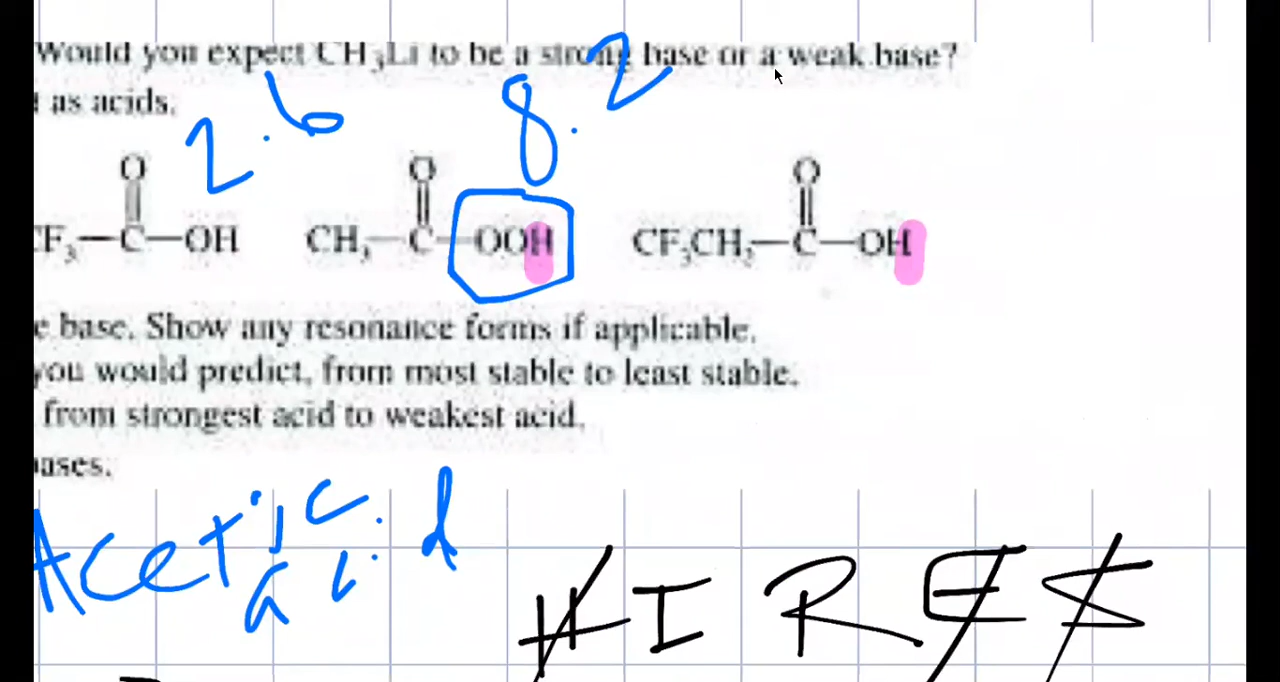 Would you expect CH₃Li to be a strong base or a weak base?
as acids.
8.2
2.6
O O O
CF₃—C—OH CH₃—C—OOH CF₃CH₂—C—OH
e base. Show any resonance forms if applicable.
you would predict, from most stable to least stable.
from strongest acid to weakest acid.
ases.
Acetic
acid
H I R E S